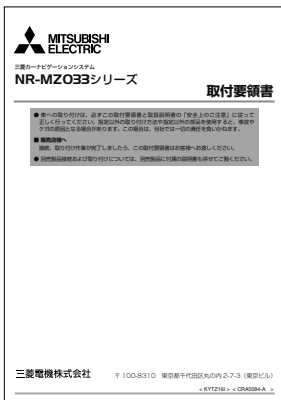 MITSUBISHI
ELECTRIC
三菱カーナビゲーションシステム
NR-MZ033シリーズ
取付要領書
● 車への取り付けは、必ずこの取付要領書と取扱説明書の「安全上のご注意」に従って
正しく行ってください。指定以外の取り付け方法や指定以外の部品を使用すると、事故や
ケガの原因となる場合があります。この場合は、当社では一切の責任を負いかねます。
■ 販売店様へ
接続、取り付け作業が完了しましたら、この取付要領書はお客様へお渡しください。
● 別売製品接続および取り付けについては、別売製品に付属の説明書も併せてご覧ください。
三菱電機株式会社 〒100-8310 東京都千代田区丸の内2-7-3（東京ビル）
< KYTZ16I > < CRA5084-A >